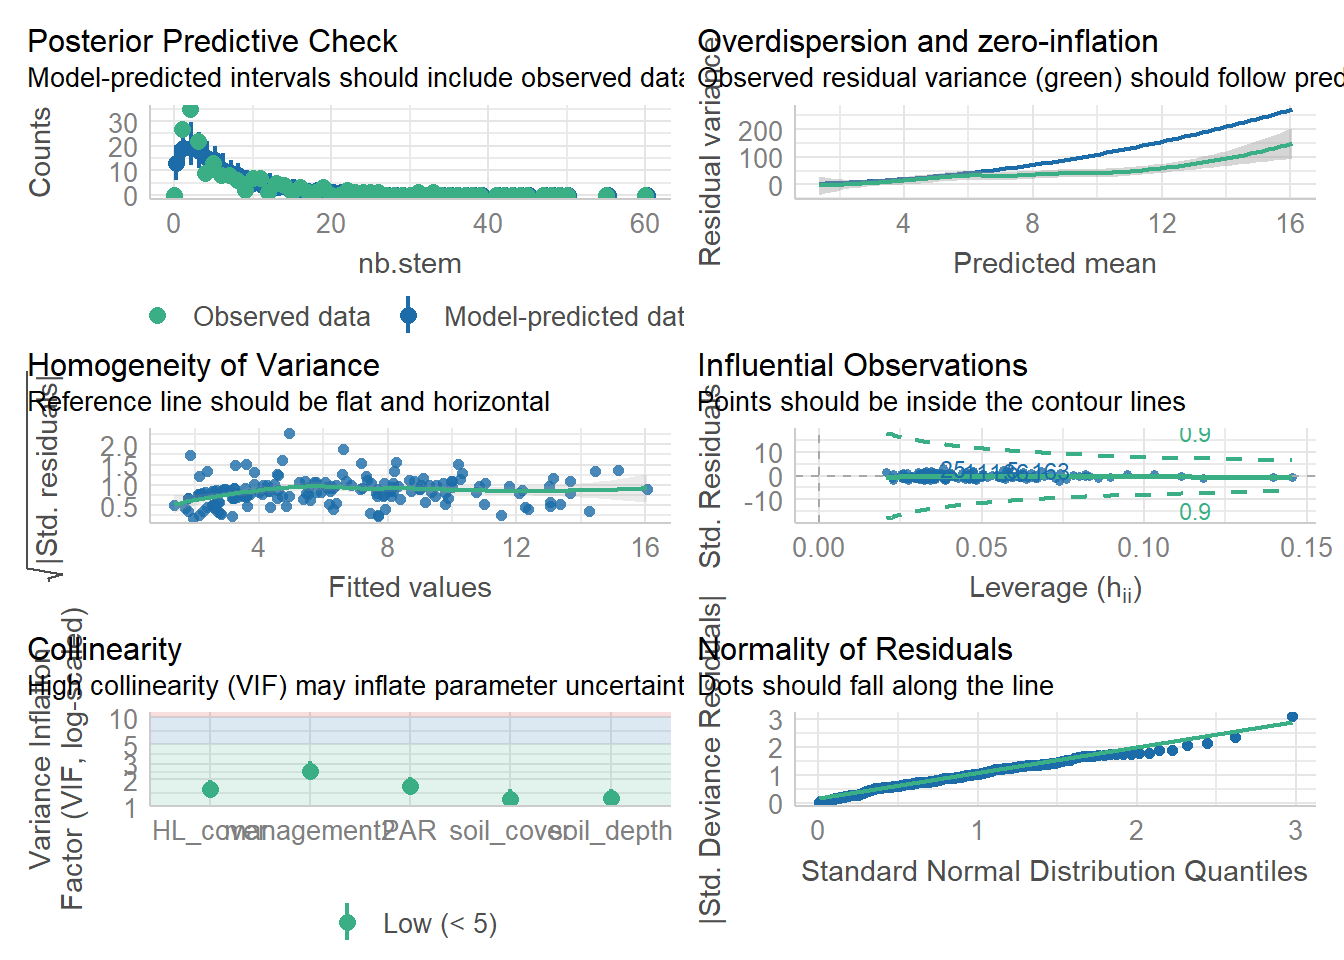 Posterior Predictive Check
Model-predicted intervals should include observed data
Counts
30
20
10
0
0 20 40 60
nb.stem
Observed data Model-predicted dat
Overdispersion and zero-inflation
Observed residual variance (green) should follow pred
Residual variance
200
100
0
4 8 12 16
Predicted mean
Homogeneity of Variance
Reference line should be flat and horizontal
√|Std. residuals|
2.0
1.5
1.0
0.5
4 8 12 16
Fitted values
Influential Observations
Points should be inside the contour lines
Std. Residuals
10
0
-10
0.9
0.9
0.00 0.05 0.10 0.15
Leverage (hii)
Collinearity
High collinearity (VIF) may inflate parameter uncertaint
Variance Inflation
Factor (VIF, log-scaled)
10
5
3
2
1
HL_cover management2 PAR soil_cover soil_depth
Low (< 5)
Normality of Residuals
Dots should fall along the line
|Std. Deviance Residuals|
3
2
1
0
0 1 2 3
Standard Normal Distribution Quantiles